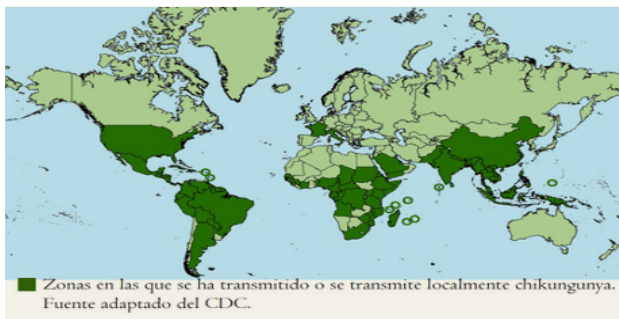 Zonas en las que se ha transmitido o se transmite localmente chikungunya.
Fuente adaptado del CDC.